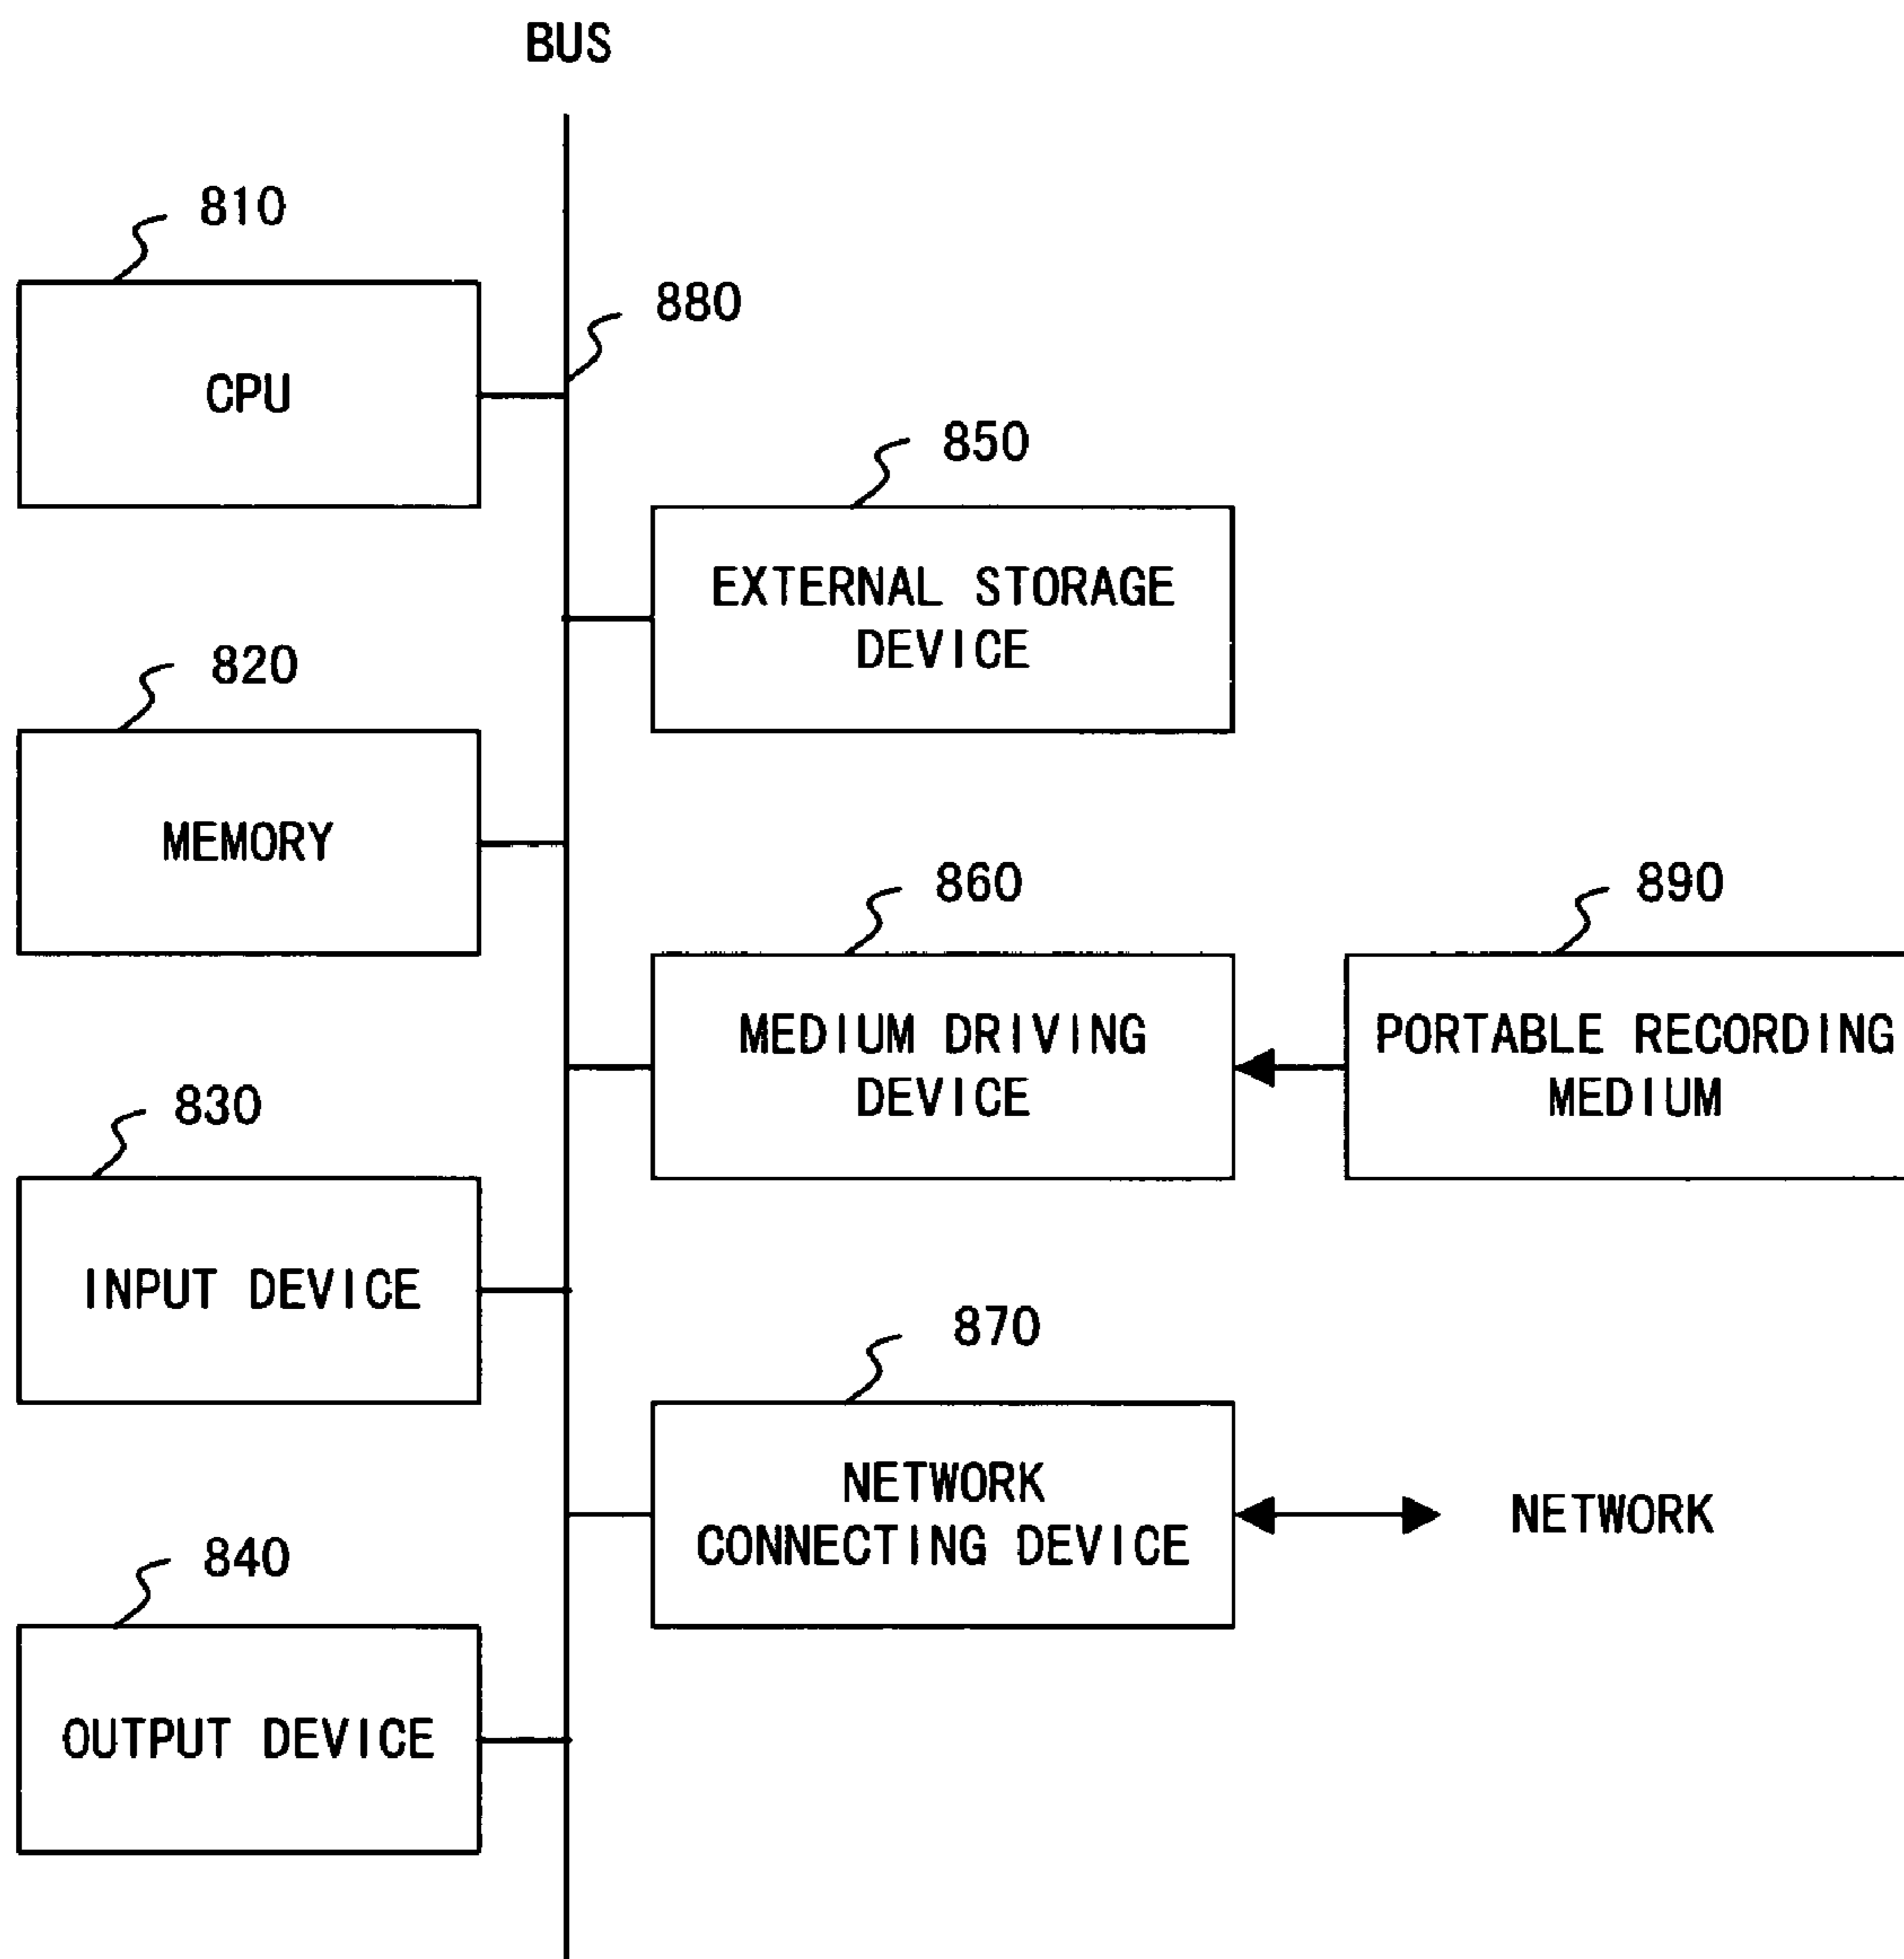 BUS
810
CPU
880
850
EXTERNAL STORAGE
DEVICE
820
MEMORY
860
MEDIUM DRIVING
DEVICE
890
PORTABLE RECORDING
MEDIUM
830
INPUT DEVICE
870
NETWORK
CONNECTING DEVICE
NETWORK
840
OUTPUT DEVICE